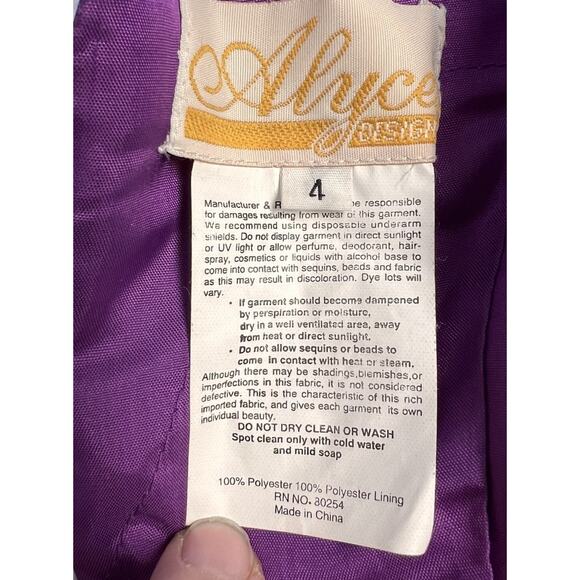 Alyce
DESIGN
4
Manufacturer & R be responsible
for damages resulting from wear of this garment.
We recommend using disposable underarm
shields. Do not display garment in direct sunlight
or UV light or allow perfume, deodorant, hair-
spray, cosmetics or liquids with alcohol base to
come into contact with sequins, beads and fabric
as this may result in discoloration. Dye lots will
vary.
• If garment should become dampened
by perspiration or moisture,
dry in a well ventilated area, away
from heat or direct sunlight.
• Do not allow sequins or beads to
come in contact with heat or steam.
Although there may be shadings,blemishes,or
imperfections in this fabric, it is not considered
defective. This is the characteristic of this rich
imported fabric, and gives each garment its own
individual beauty.
DO NOT DRY CLEAN OR WASH
Spot clean only with cold water
and mild soap
100% Polyester 100% Polyester Lining
RN NO. 80254
Made in China